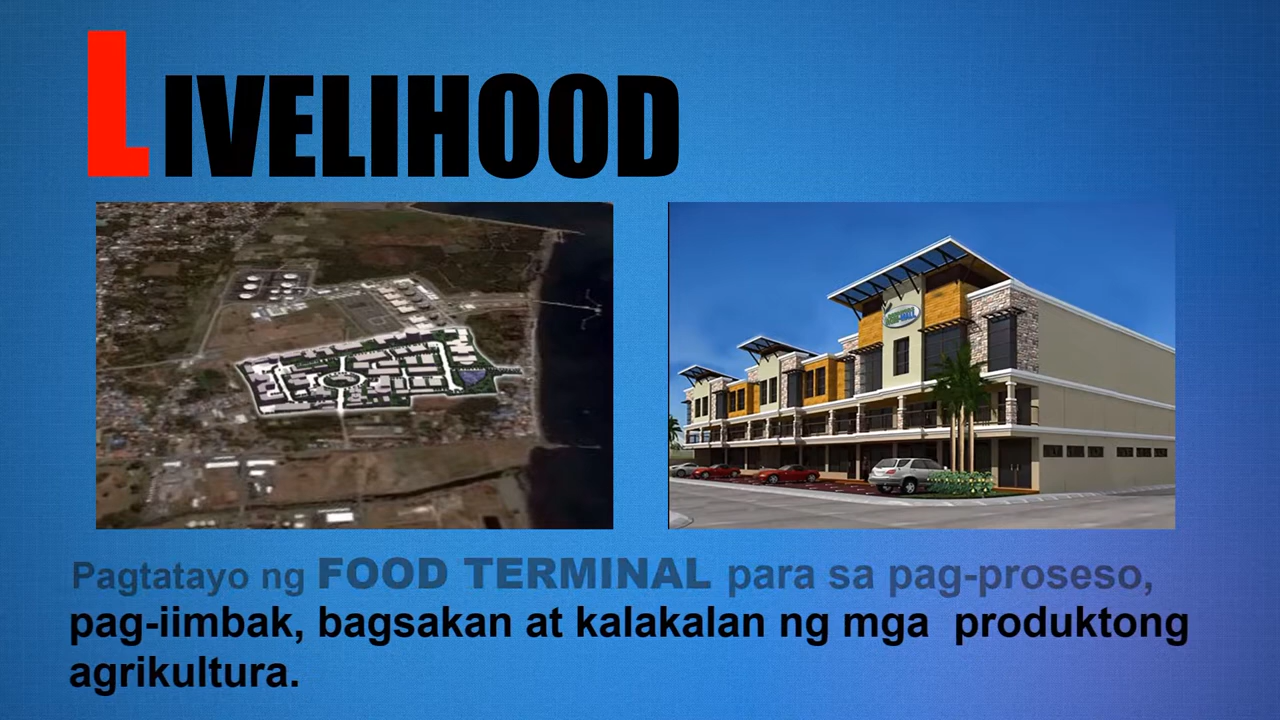 LIVELIHOOD
Pagtatayo ng FOOD TERMINAL para sa pag-proseso,
pag-iimbak, bagsakan at kalakalan ng mga produktong
agrikultura.